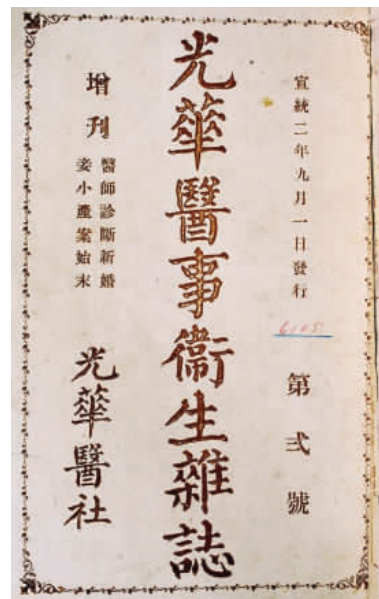 宣統二年九月一日發行
第弍號
光華醫事衛生雜誌
增刊
醫師診斷新婚
妾小產案始末
光華醫社